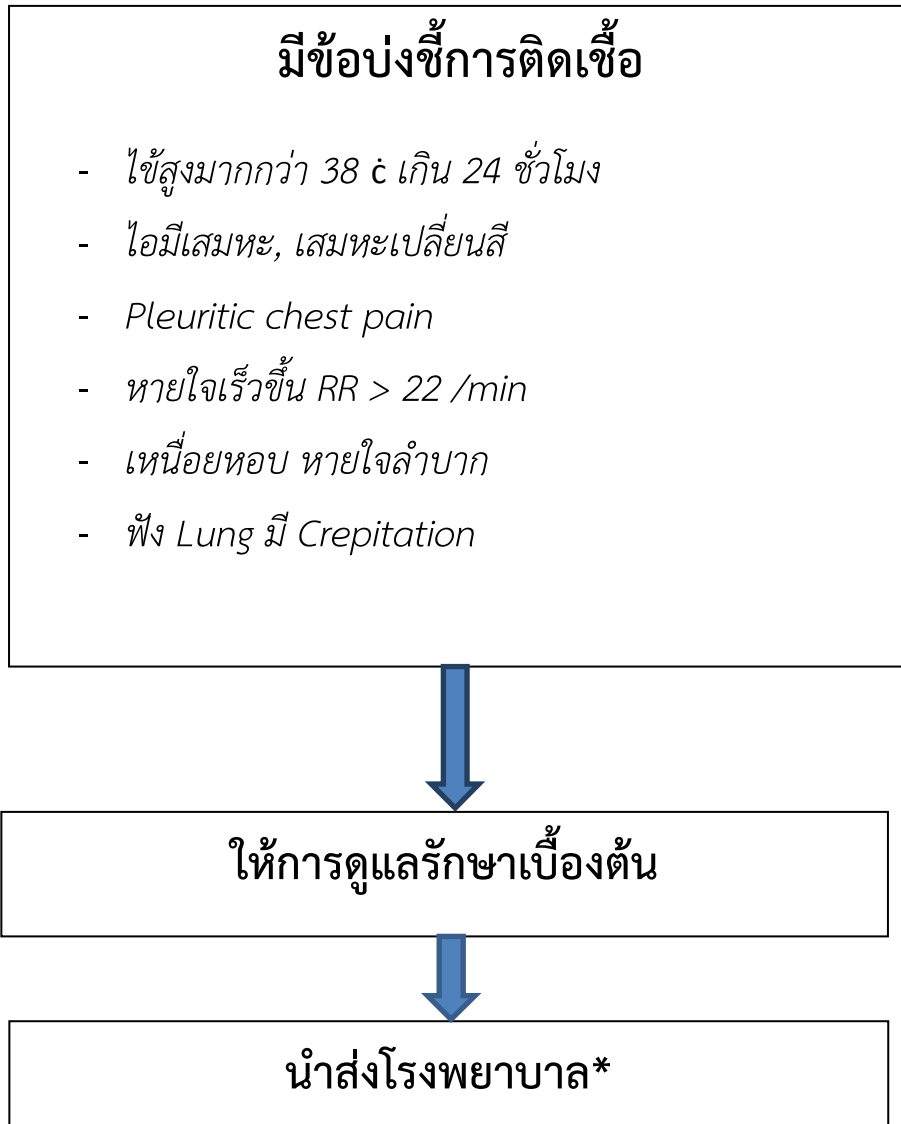 มีข้อบ่งชี้การติดเชื้อ
- ไข้สูงมากกว่า 38 ċ เกิน 24 ชั่วโมง
- ไอมีเสมหะ, เสมหะเปลี่ยนสี
- Pleuritic chest pain
- หายใจเร็วขึ้น RR > 22 /min
- เหนื่อยหอบ หายใจลำบาก
- ฟัง Lung มี Crepitation
ให้การดูแลรักษาเบื้องต้น
นำส่งโรงพยาบาล*